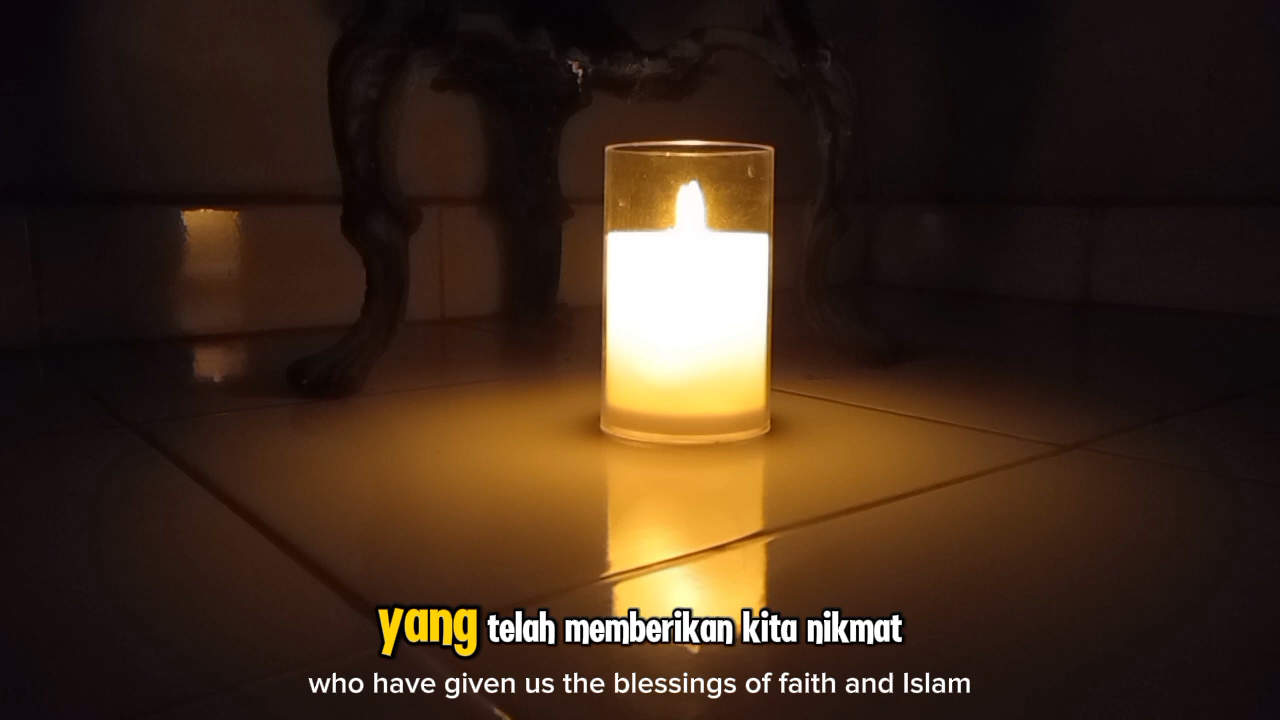 yang telah memberikan kita nikmat
who have given us the blessings of faith and Islam